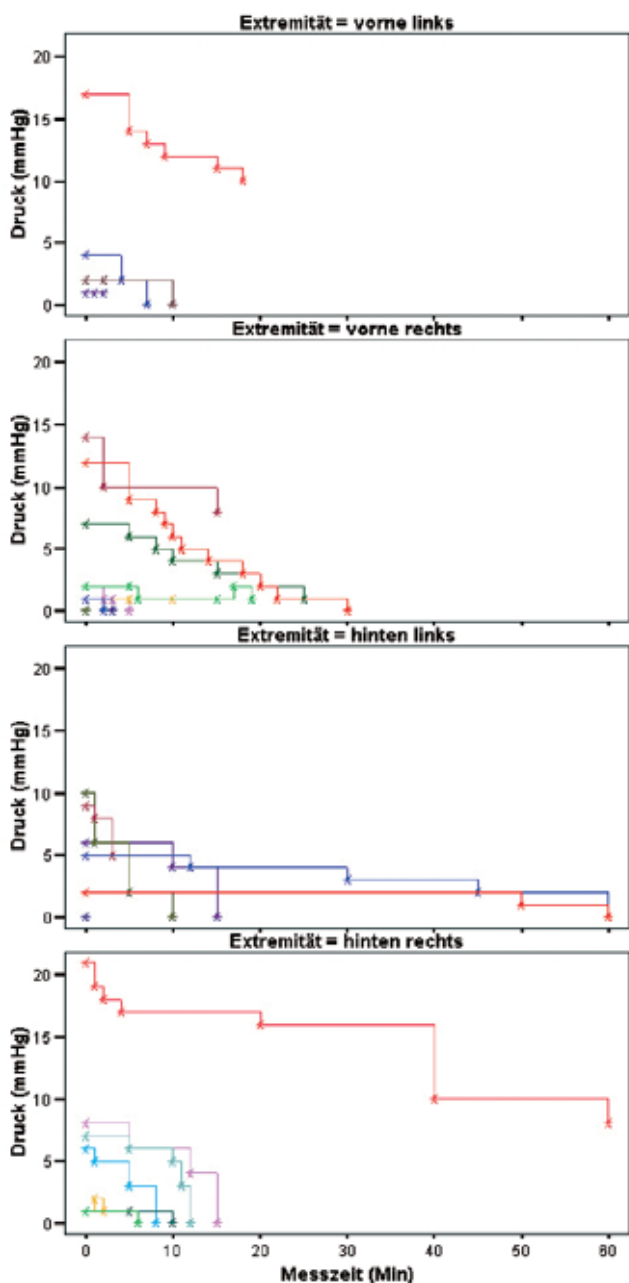 Extremität = vorne links
20
15
10
5
0
Druck (mmHg)
Extremität = vorne rechts
20
15
10
5
0
Druck (mmHg)
Extremität = hinten links
20
15
10
5
0
Druck (mmHg)
Extremität = hinten rechts
20
15
10
5
0
Druck (mmHg)
0 10 20 30 40 50 60
Messzeit (Min)